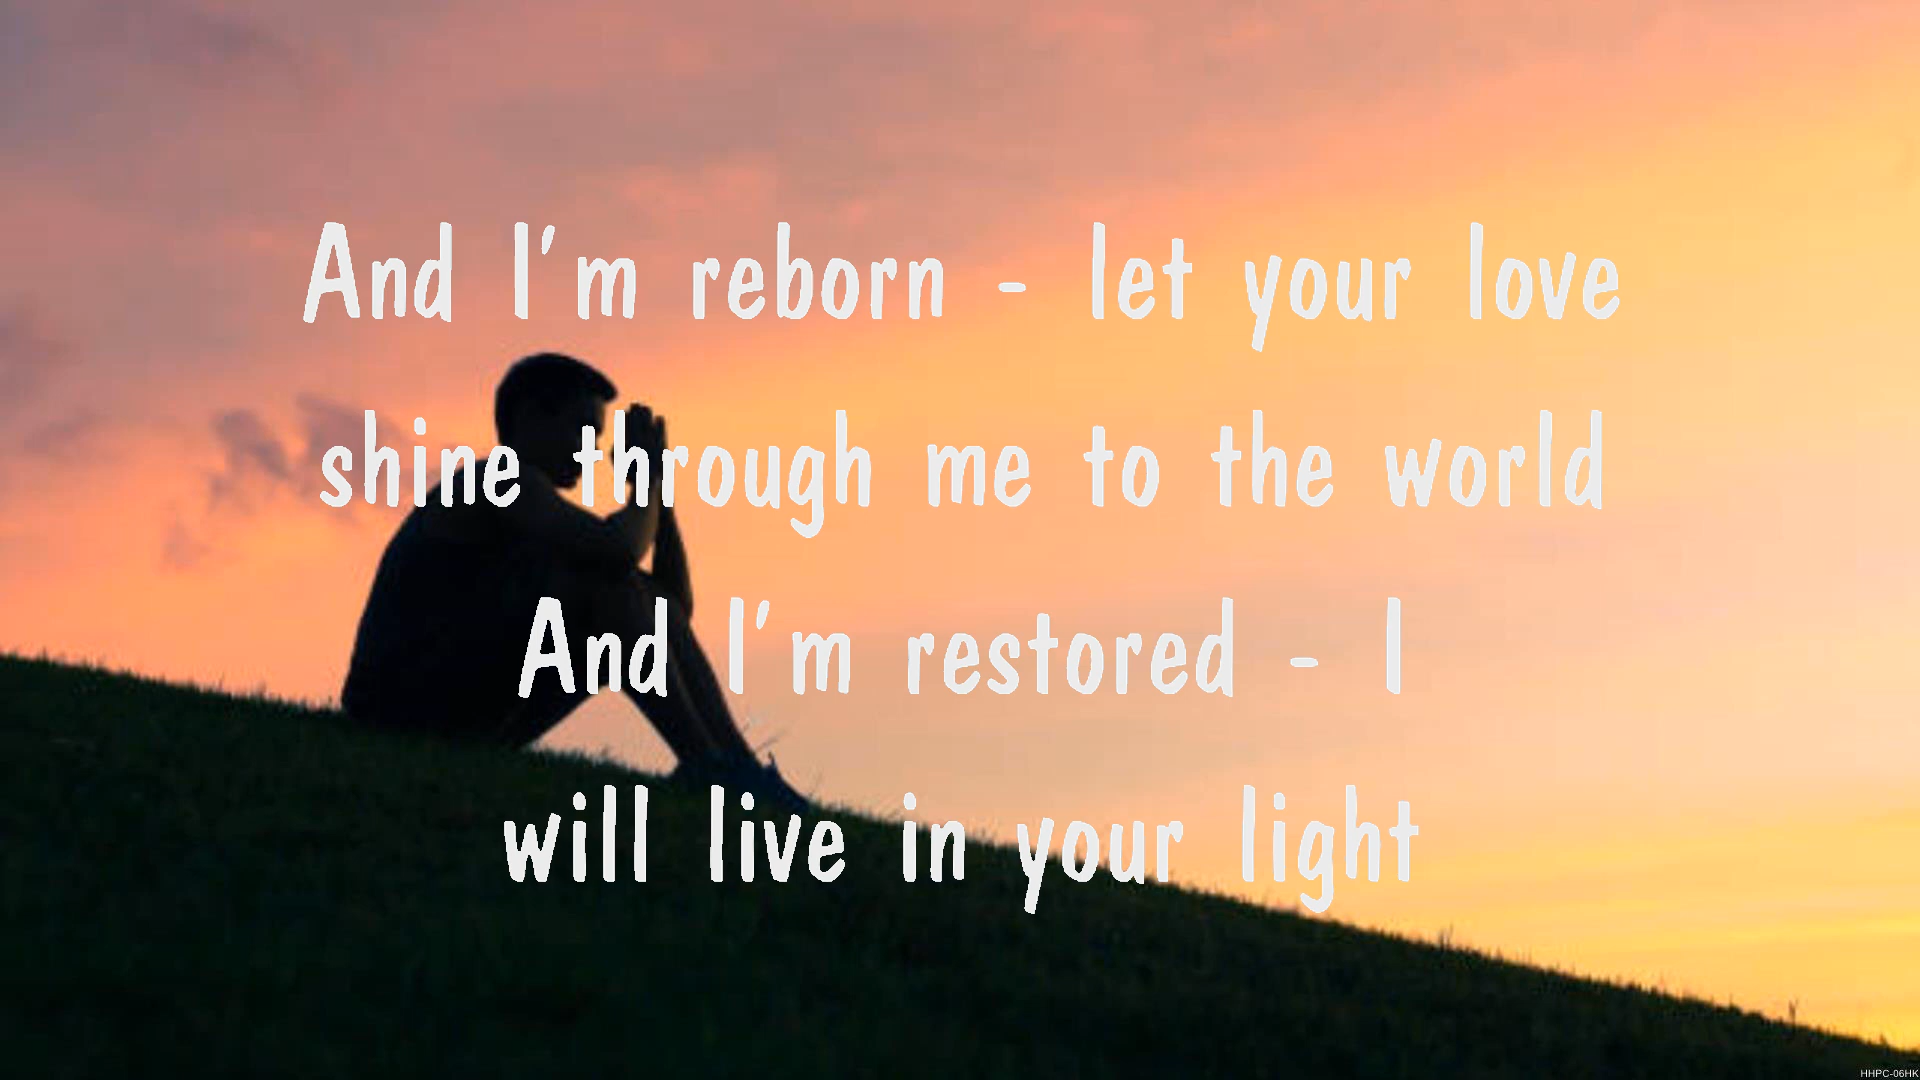 And I'm reborn - let your love
shine through me to the world
And I'm restored - I
will live in your light
HHPC-06HK